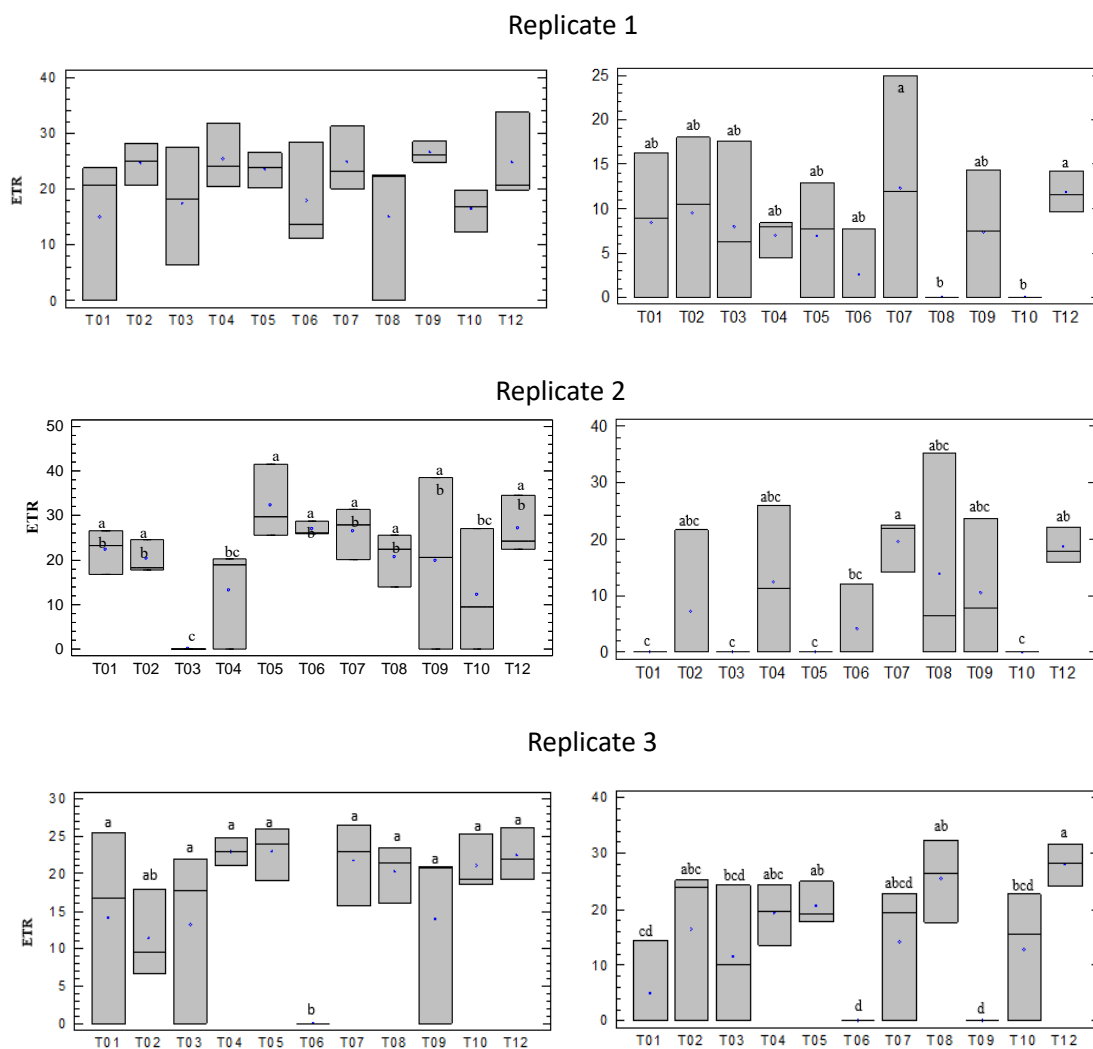 Replicate 1
40
30
20
10
0
ETR
T01 T02 T03 T04 T05 T06 T07 T08 T09 T10 T12
25
20
15
10
5
0
ab ab ab ab ab ab a b ab b a
T01 T02 T03 T04 T05 T06 T07 T08 T09 T10 T12
Replicate 2
50
40
30
20
10
0
ETR
a a a a a a a a
b b b b b b b
c bc bc
T01 T02 T03 T04 T05 T06 T07 T08 T09 T10 T12
40
30
20
10
0
c abc c abc c bc a abc abc c ab
T01 T02 T03 T04 T05 T06 T07 T08 T09 T10 T12
Replicate 3
30
25
20
15
10
5
0
ETR
a ab a a a b a a a a a
T01 T02 T03 T04 T05 T06 T07 T08 T09 T10 T12
40
30
20
10
0
cd abc bcd abc ab d abcd ab d bcd a
T01 T02 T03 T04 T05 T06 T07 T08 T09 T10 T12